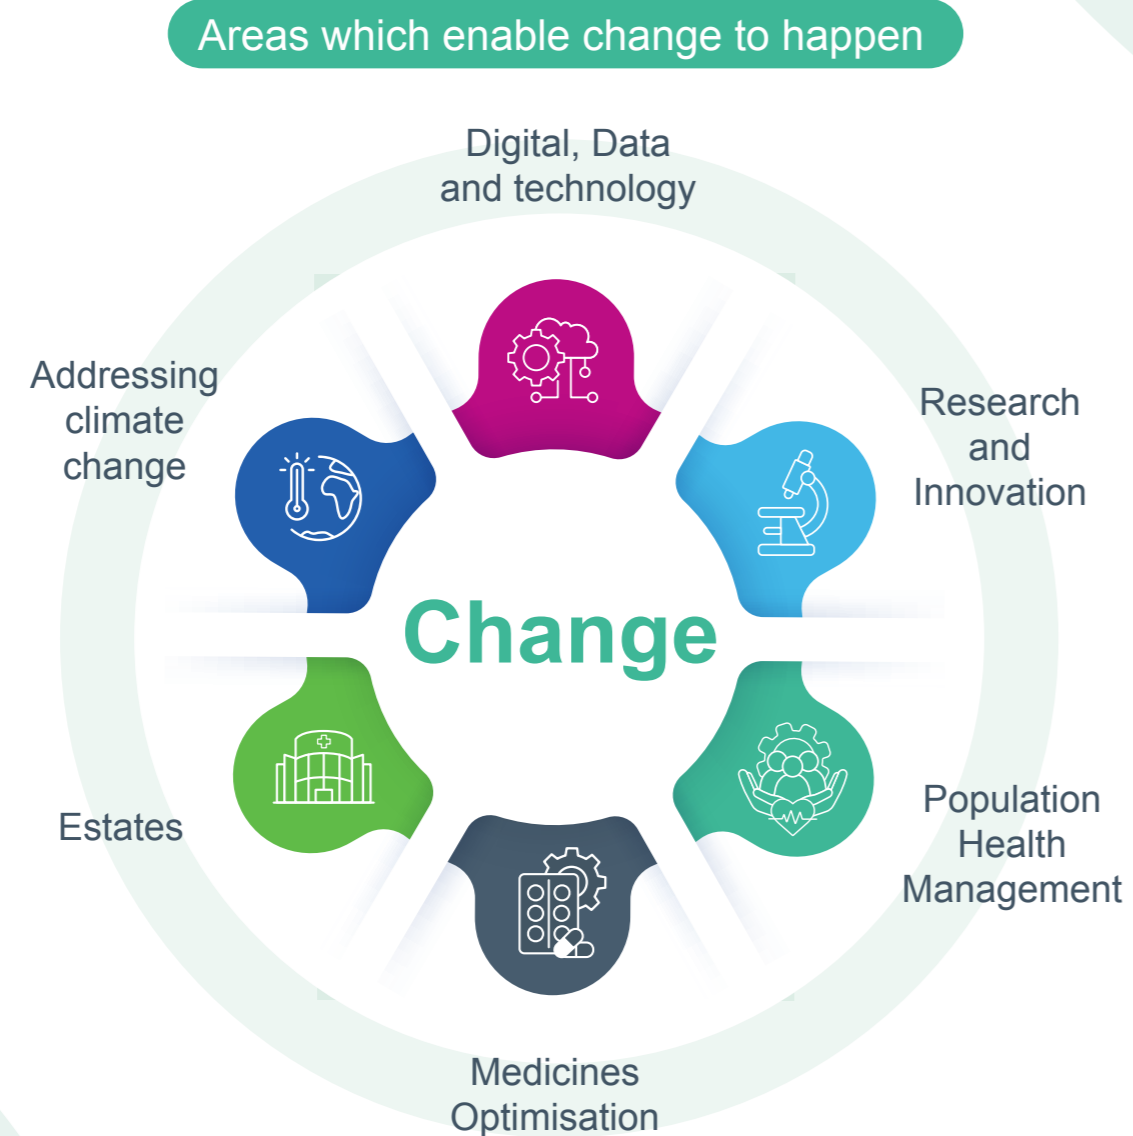 Areas which enable change to happen
Digital, Data
and technology
Addressing
climate
change
Research
and
Innovation
Change
Estates
Population
Health
Management
Medicines
Optimisation